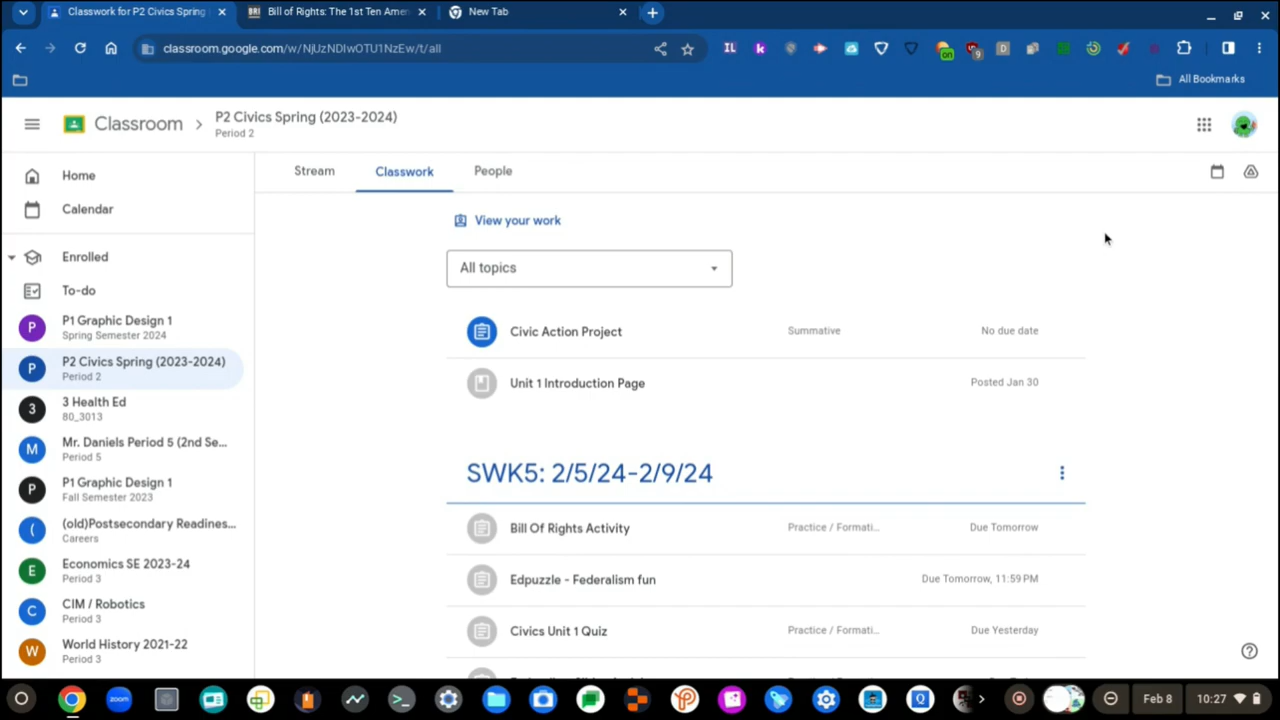 Classwork for P2 Civics Spring
Bill of Rights: The 1st Ten Amen
New Tab
classroom.google.com/w/NjUzNDIwOTU1NzEw/t/all
All Bookmarks
Classroom
P2 Civics Spring (2023-2024)
Period 2
Home
Calendar
Enrolled
To-do
P P1 Graphic Design 1
Spring Semester 2024
P P2 Civics Spring (2023-2024)
Period 2
3 3 Health Ed
80_3013
M Mr. Daniels Period 5 (2nd Se...
Period 5
P P1 Graphic Design 1
Fall Semester 2023
( (old)Postsecondary Readines...
Careers
E Economics SE 2023-24
Period 3
C CIM / Robotics
Period 3
W World History 2021-22
Period 3
Stream Classwork People
View your work
All topics
Civic Action Project Summative No due date
Unit 1 Introduction Page Posted Jan 30
SWK5: 2/5/24-2/9/24
Bill Of Rights Activity Practice / Formati... Due Tomorrow
Edpuzzle - Federalism fun Due Tomorrow, 11:59 PM
Civics Unit 1 Quiz Practice / Formati... Due Yesterday
zoom
Feb 8 10:27